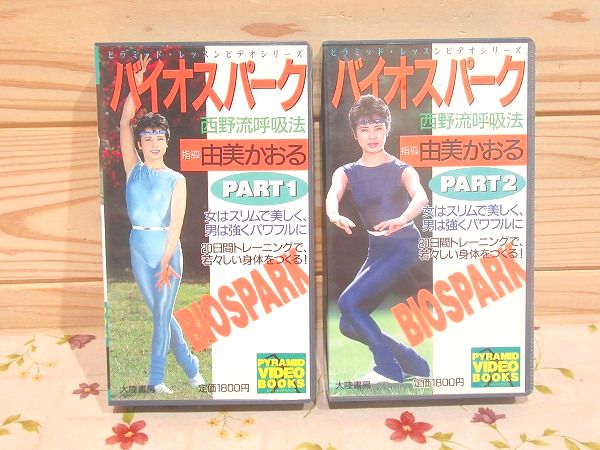 ピラミッド・レッスンビデオシリーズ
バイオスパーク
西野流呼吸法
指導 由美かおる
PART1
女はスリムで美しく、
男は強くパワフルに
20日間トレーニングで、
若々しい身体をつくる!
BIOSPARK
PYRAMID
VIDEO
BOOKS
大陸書房
定価1800円
ピラミッド・レッスンビデオシリーズ
バイオスパーク
西野流呼吸法
指導 由美かおる
PART2
女はスリムで美しく、
男は強くパワフルに
20日間トレーニングで、
若々しい身体をつくる!
BIOSPARK
PYRAMID
VIDEO
BOOKS
大陸書房
定価1800円